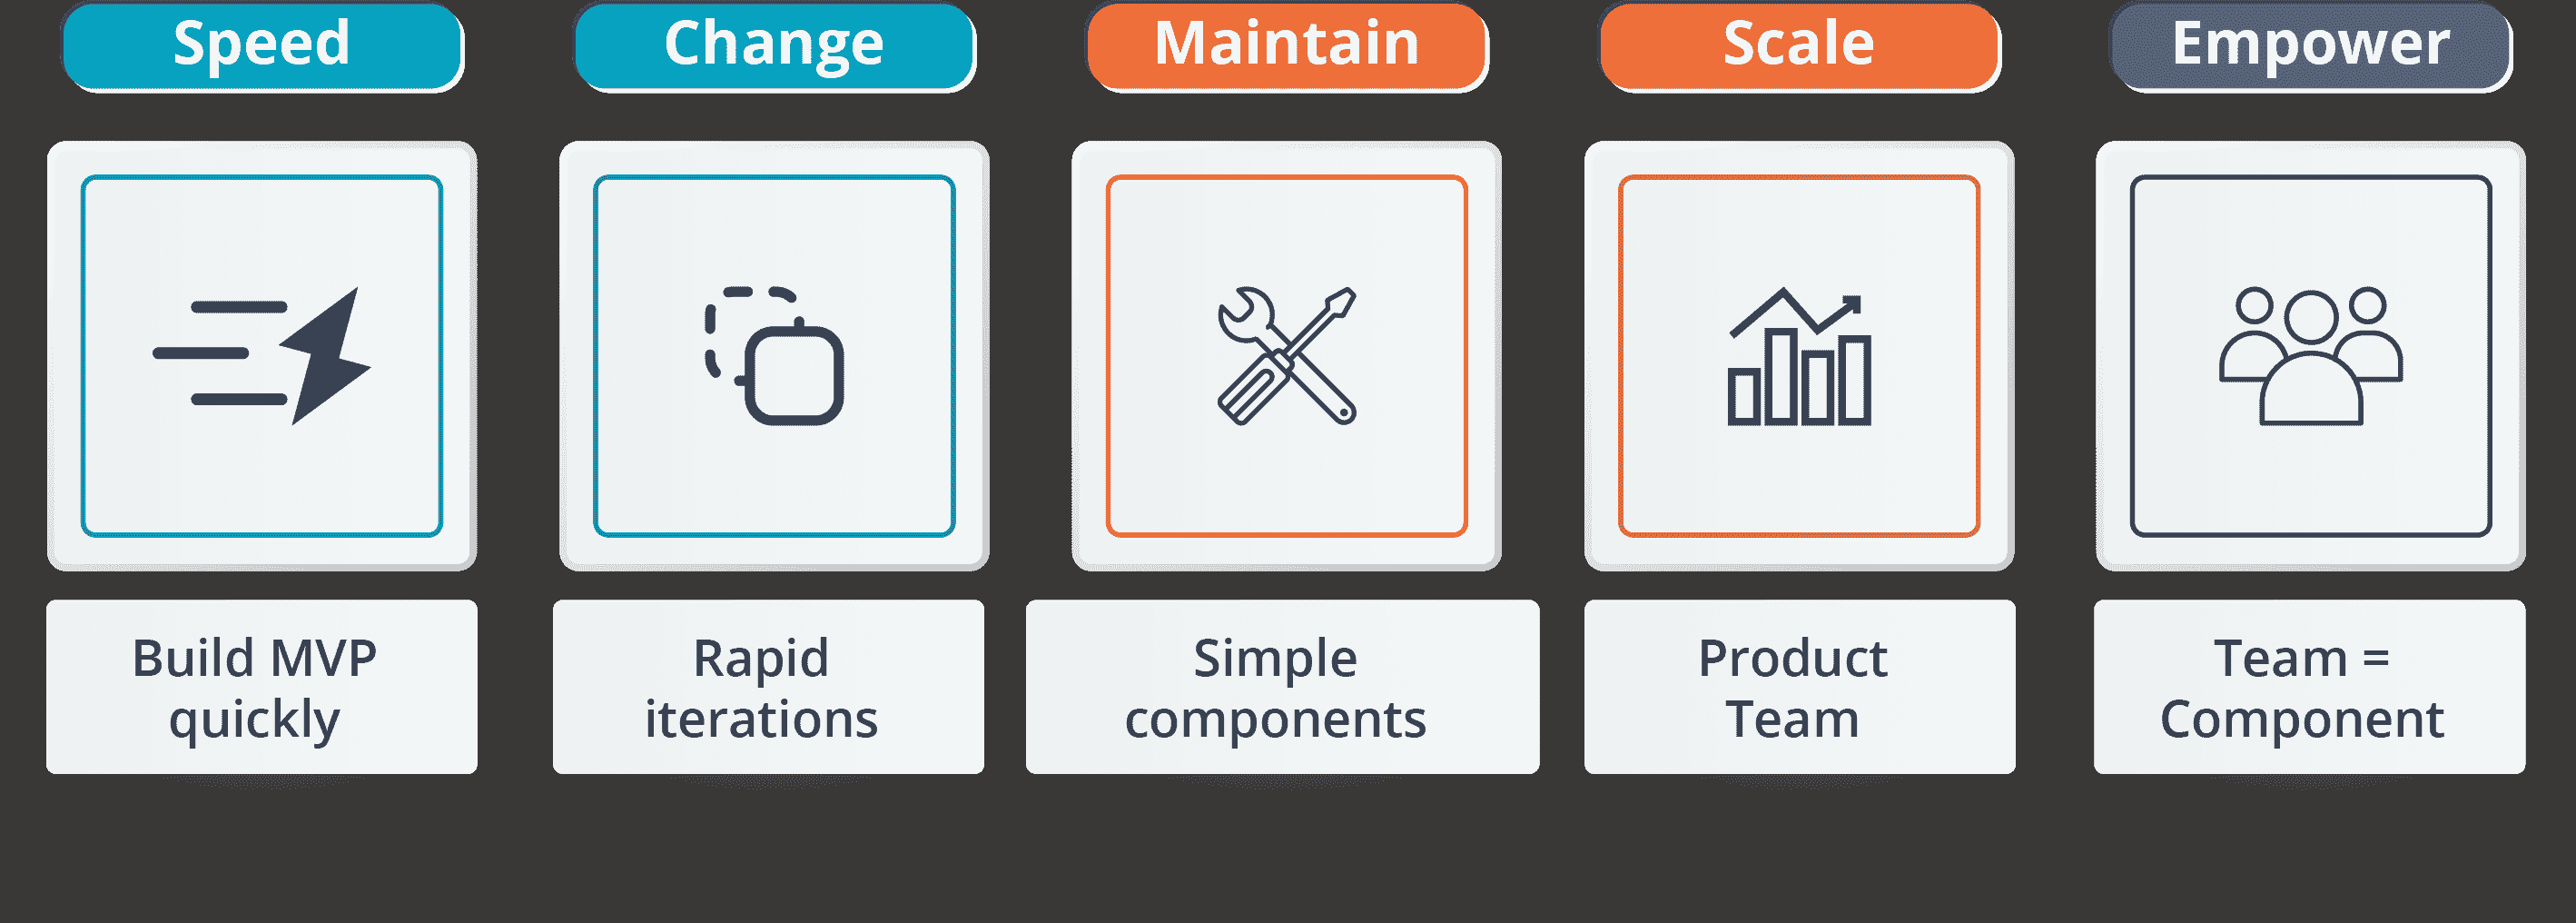 Speed
Change
Maintain
Scale
Empower
Build MVP
quickly
Rapid
iterations
Simple
components
Product
Team
Team =
Component